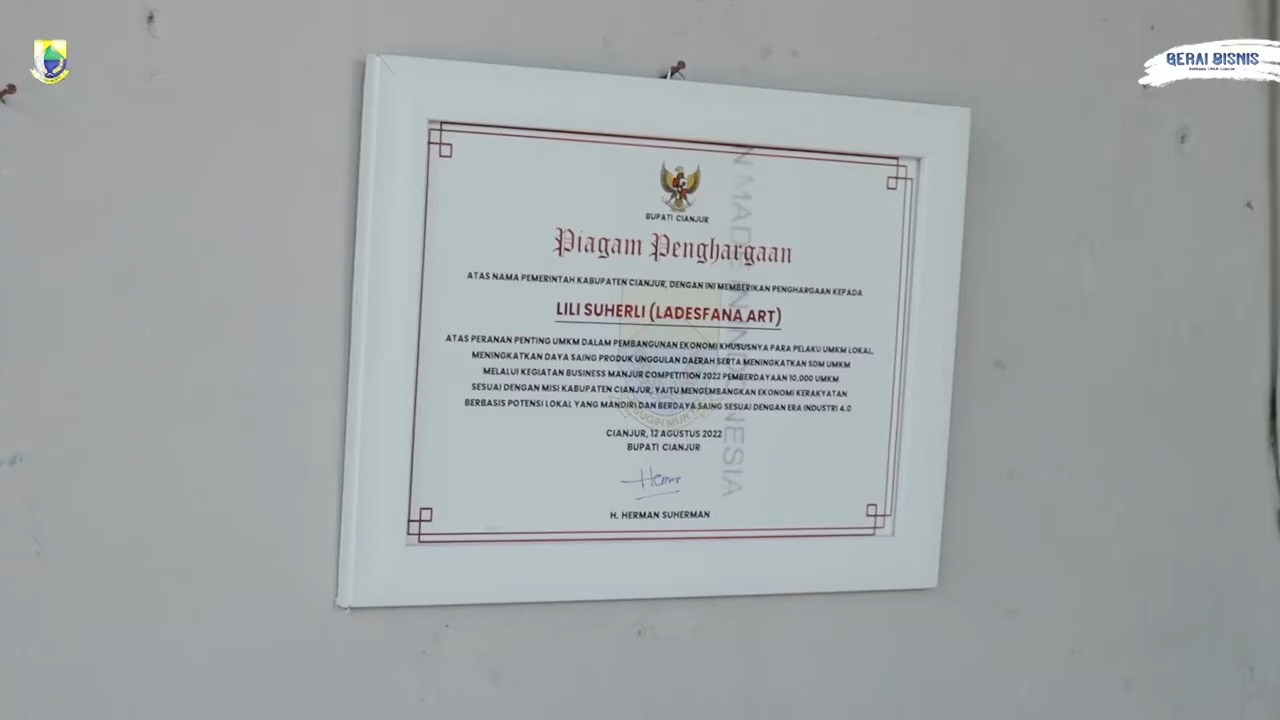 GERAI BISNIS
BUPATI CIANJUR
Piagam Penghargaan
ATAS NAMA PEMERINTAH KABUPATEN CIANJUR, DENGAN INI MEMBERIKAN PENGHARGAAN KEPADA
LILI SUHERLI (LADESFANA ART)
ATAS PERANAN PENTING UMKM DALAM PEMBANGUNAN EKONOMI KHUSUSNYA PARA PELAKU UMKM LOKAL,
MENINGKATKAN DAYA SAING PRODUK UNGGULAN DAERAH SERTA MENINGKATKAN SDM UMKM
MELALUI KEGIATAN BUSINESS MANJUR COMPETITION 2022 PEMBERDAYAAN 10.000 UMKM
SESUAI DENGAN MISI KABUPATEN CIANJUR, YAITU MENGEMBANGKAN EKONOMI KERAKYATAN
BERBASIS POTENSI LOKAL YANG MANDIRI DAN BERDAYA SAING SESUAI DENGAN ERA INDUSTRI 4.0
CIANJUR, 12 AGUSTUS 2022
BUPATI CIANJUR
H. HERMAN SUHERMAN
MADE IN INDONESIA